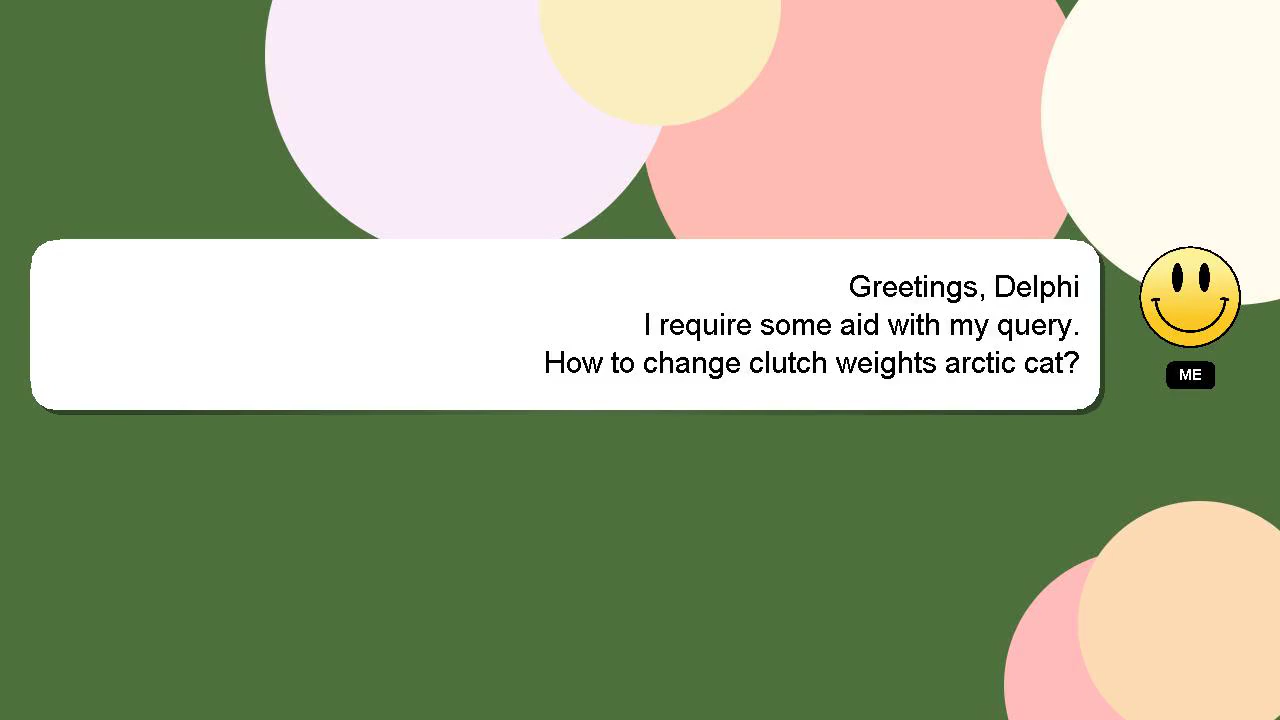 Greetings, Delphi
I require some aid with my query.
How to change clutch weights arctic cat?
ME